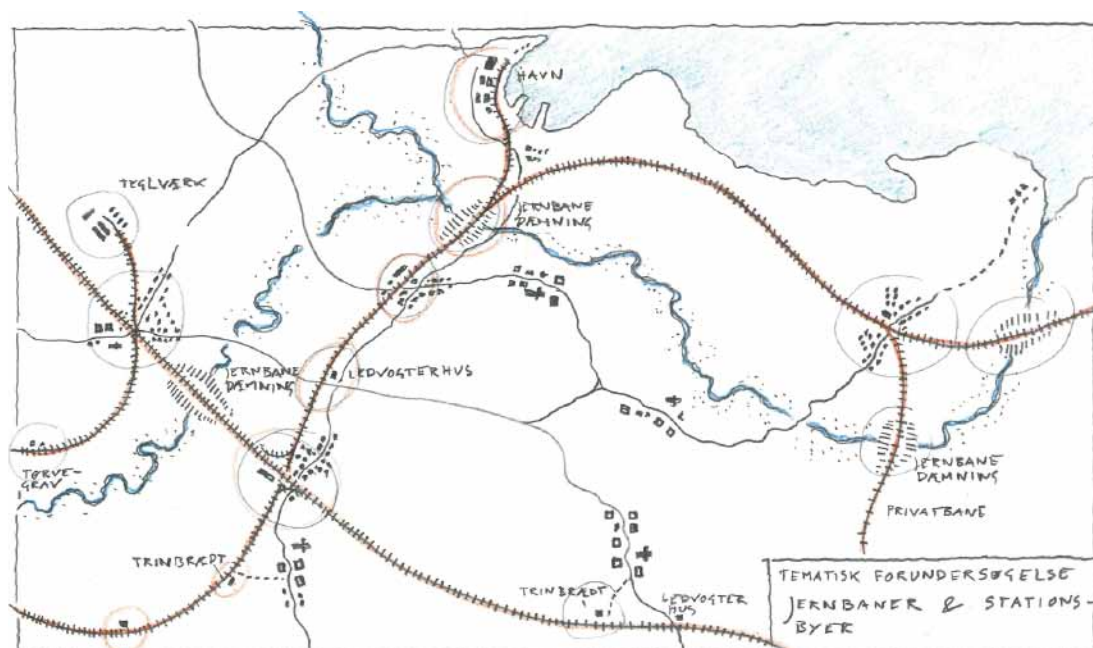 HAVN
TEGLVÆRK
JERNBANE
DÆMNING
JERNBANE
DÆMNING
LEDVOGTERHUS
TØRVE-
GRAV
JERNBANE
DÆMNING
PRIVATBANE
TRINBRÆDT
TRINBRÆDT
LEDVOGTER
HUS
TEMATISK FORUNDERSØGELSE
JERNBANER & STATIONS-
BYER